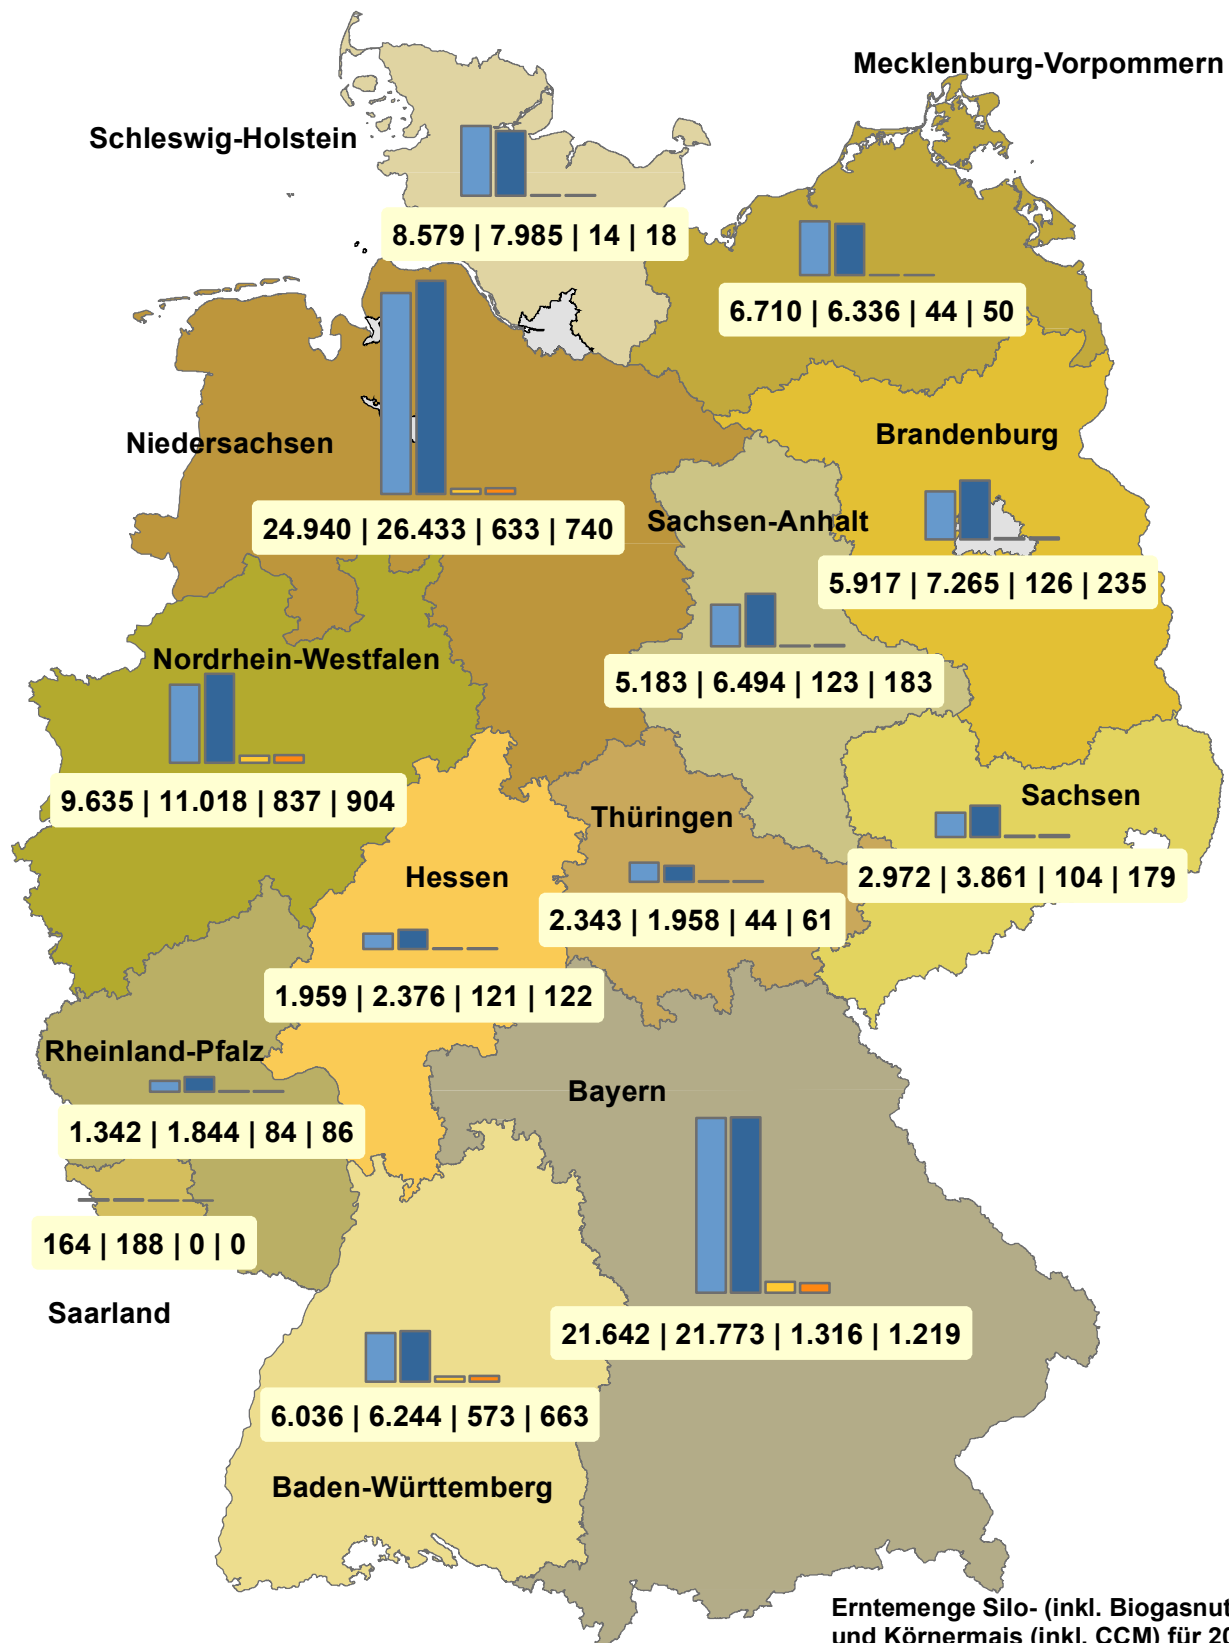 Mecklenburg-Vorpommern
Schleswig-Holstein
8.579 | 7.985 | 14 | 18
6.710 | 6.336 | 44 | 50
Niedersachsen
24.940 | 26.433 | 633 | 740
Brandenburg
5.917 | 7.265 | 126 | 235
Sachsen-Anhalt
5.183 | 6.494 | 123 | 183
Nordrhein-Westfalen
9.635 | 11.018 | 837 | 904
Sachsen
2.972 | 3.861 | 104 | 179
Thüringen
2.343 | 1.958 | 44 | 61
Hessen
1.959 | 2.376 | 121 | 122
Rheinland-Pfalz
1.342 | 1.844 | 84 | 86
164 | 188 | 0 | 0
Saarland
Bayern
21.642 | 21.773 | 1.316 | 1.219
6.036 | 6.244 | 573 | 663
Baden-Württemberg
Erntemenge Silo- (inkl. Biogasnut
und Körnermais (inkl. CCM) für 20